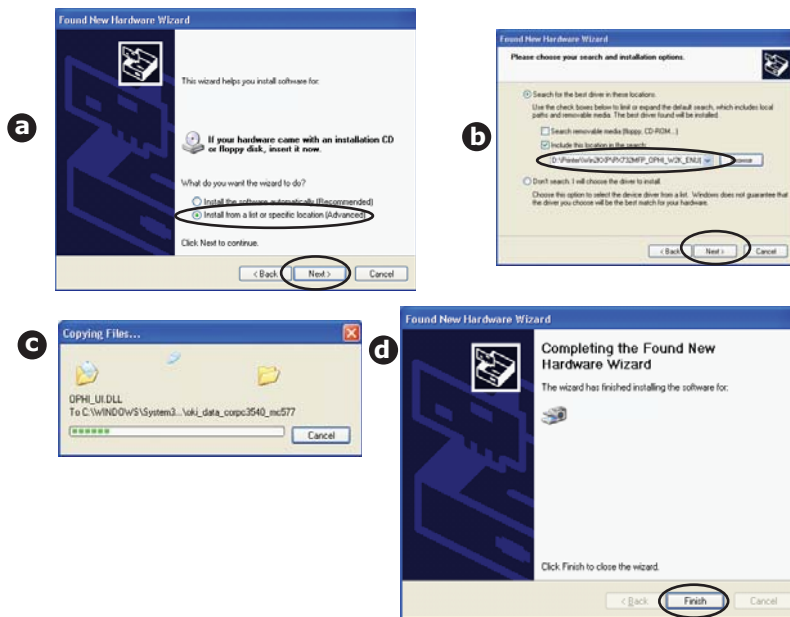 a
Found New Hardware Wizard
This wizard helps you install software for:
If your hardware came with an installation CD
or floppy disk, insert it now.
What do you want the wizard to do?
Install the software automatically (Recommended)
Install from a list or specific location (Advanced)
Click Next to continue.
< Back
Next >
Cancel
b
Found New Hardware Wizard
Please choose your search and installation options.
Search for the best driver in these locations.
Use the check boxes below to limit or expand the default search, which includes local
paths and removable media. The best driver found will be installed.
Search removable media (floppy, CD-ROM...)
Include this location in the search:
Browse
Don't search. I will choose the driver to install.
Choose this option to select the device driver from a list. Windows does not guarantee that
the driver you choose will be the best match for your hardware.
< Back
Next >
Cancel
c
Copying Files...
OPHI_UI.DLL
To C:\WINDOWS\System3...\oki_data_corpc3540_mc577
Cancel
d
Found New Hardware Wizard
Completing the Found New
Hardware Wizard
The wizard has finished installing the software for:
Click Finish to close the wizard.
< Back
Finish
Cancel